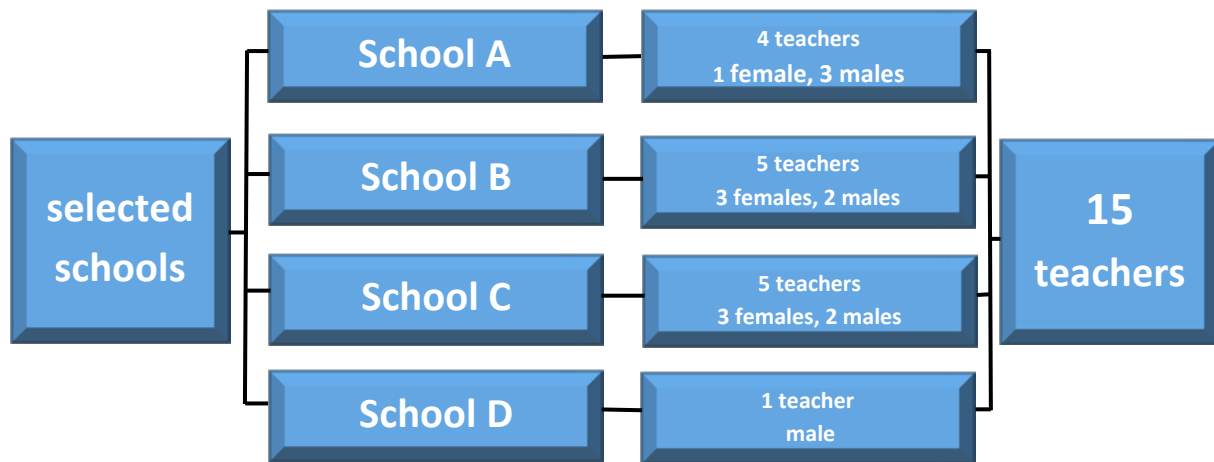 selected
schools
School A
4 teachers
1 female, 3 males
School B
5 teachers
3 females, 2 males
School C
5 teachers
3 females, 2 males
School D
1 teacher
male
15
teachers